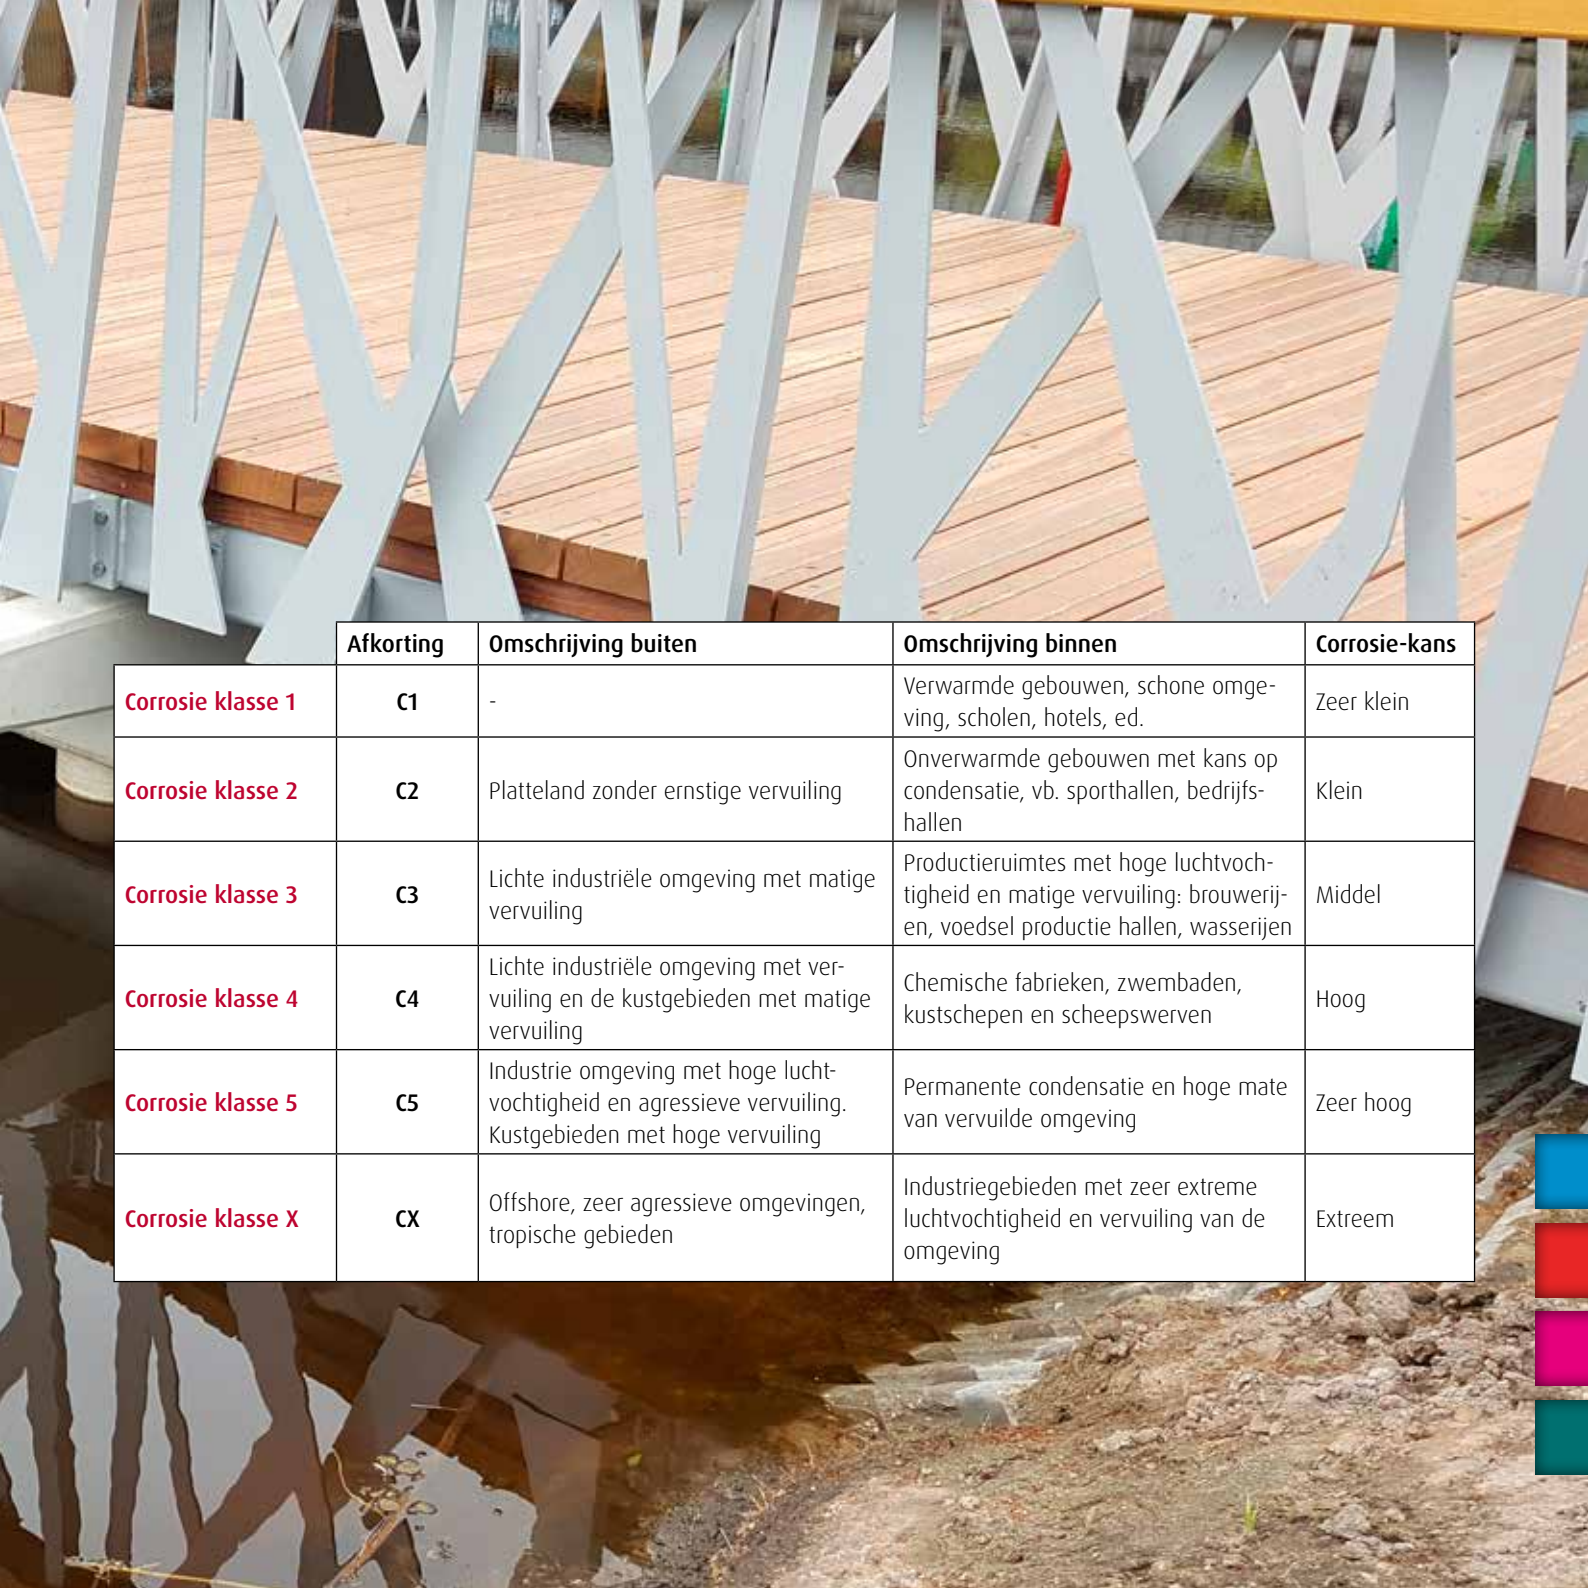 Afkorting Omschrijving buiten Omschrijving binnen Corrosie-kans
Corrosie klasse 1 C1 - Verwarmde gebouwen, schone omge-
ving, scholen, hotels, ed. Zeer klein
Corrosie klasse 2 C2 Platteland zonder ernstige vervuiling Onverwarmde gebouwen met kans op
condensatie, vb. sporthallen, bedrijfs-
hallen Klein
Corrosie klasse 3 C3 Lichte industriële omgeving met matige
vervuiling
Productieruimtes met hoge luchtvoch-
tigheid en matige vervuiling: brouwerij-
en, voedsel productie hallen, wasserijen
Middel
Corrosie klasse 4 C4 Lichte industriële omgeving met ver-
vuiling en de kustgebieden met matige
vervuiling
Chemische fabrieken, zwembaden,
kustschepen en scheepswerven
Hoog
Corrosie klasse 5 C5 Industrie omgeving met hoge lucht-
vochtigheid en agressieve vervuiling.
Kustgebieden met hoge vervuiling
Permanente condensatie en hoge mate
van vervuilde omgeving
Zeer hoog
Corrosie klasse X CX Offshore, zeer agressieve omgevingen,
tropische gebieden
Industriegebieden met zeer extreme
luchtvochtigheid en vervuiling van de
omgeving
Extreem